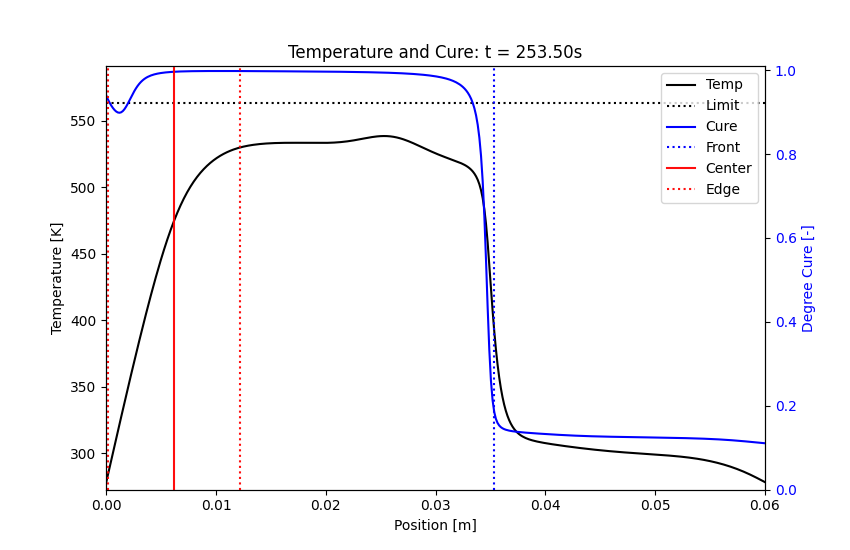 Temperature and Cure: t = 253.50s
Temperature [K]
550
500
450
400
350
300
0.00
0.01
0.02
0.03
0.04
0.05
0.06
Position [m]
1.0
0.8
0.6
0.4
0.2
0.0
Degree Cure [-]
Temp
Limit
Cure
Front
Center
Edge